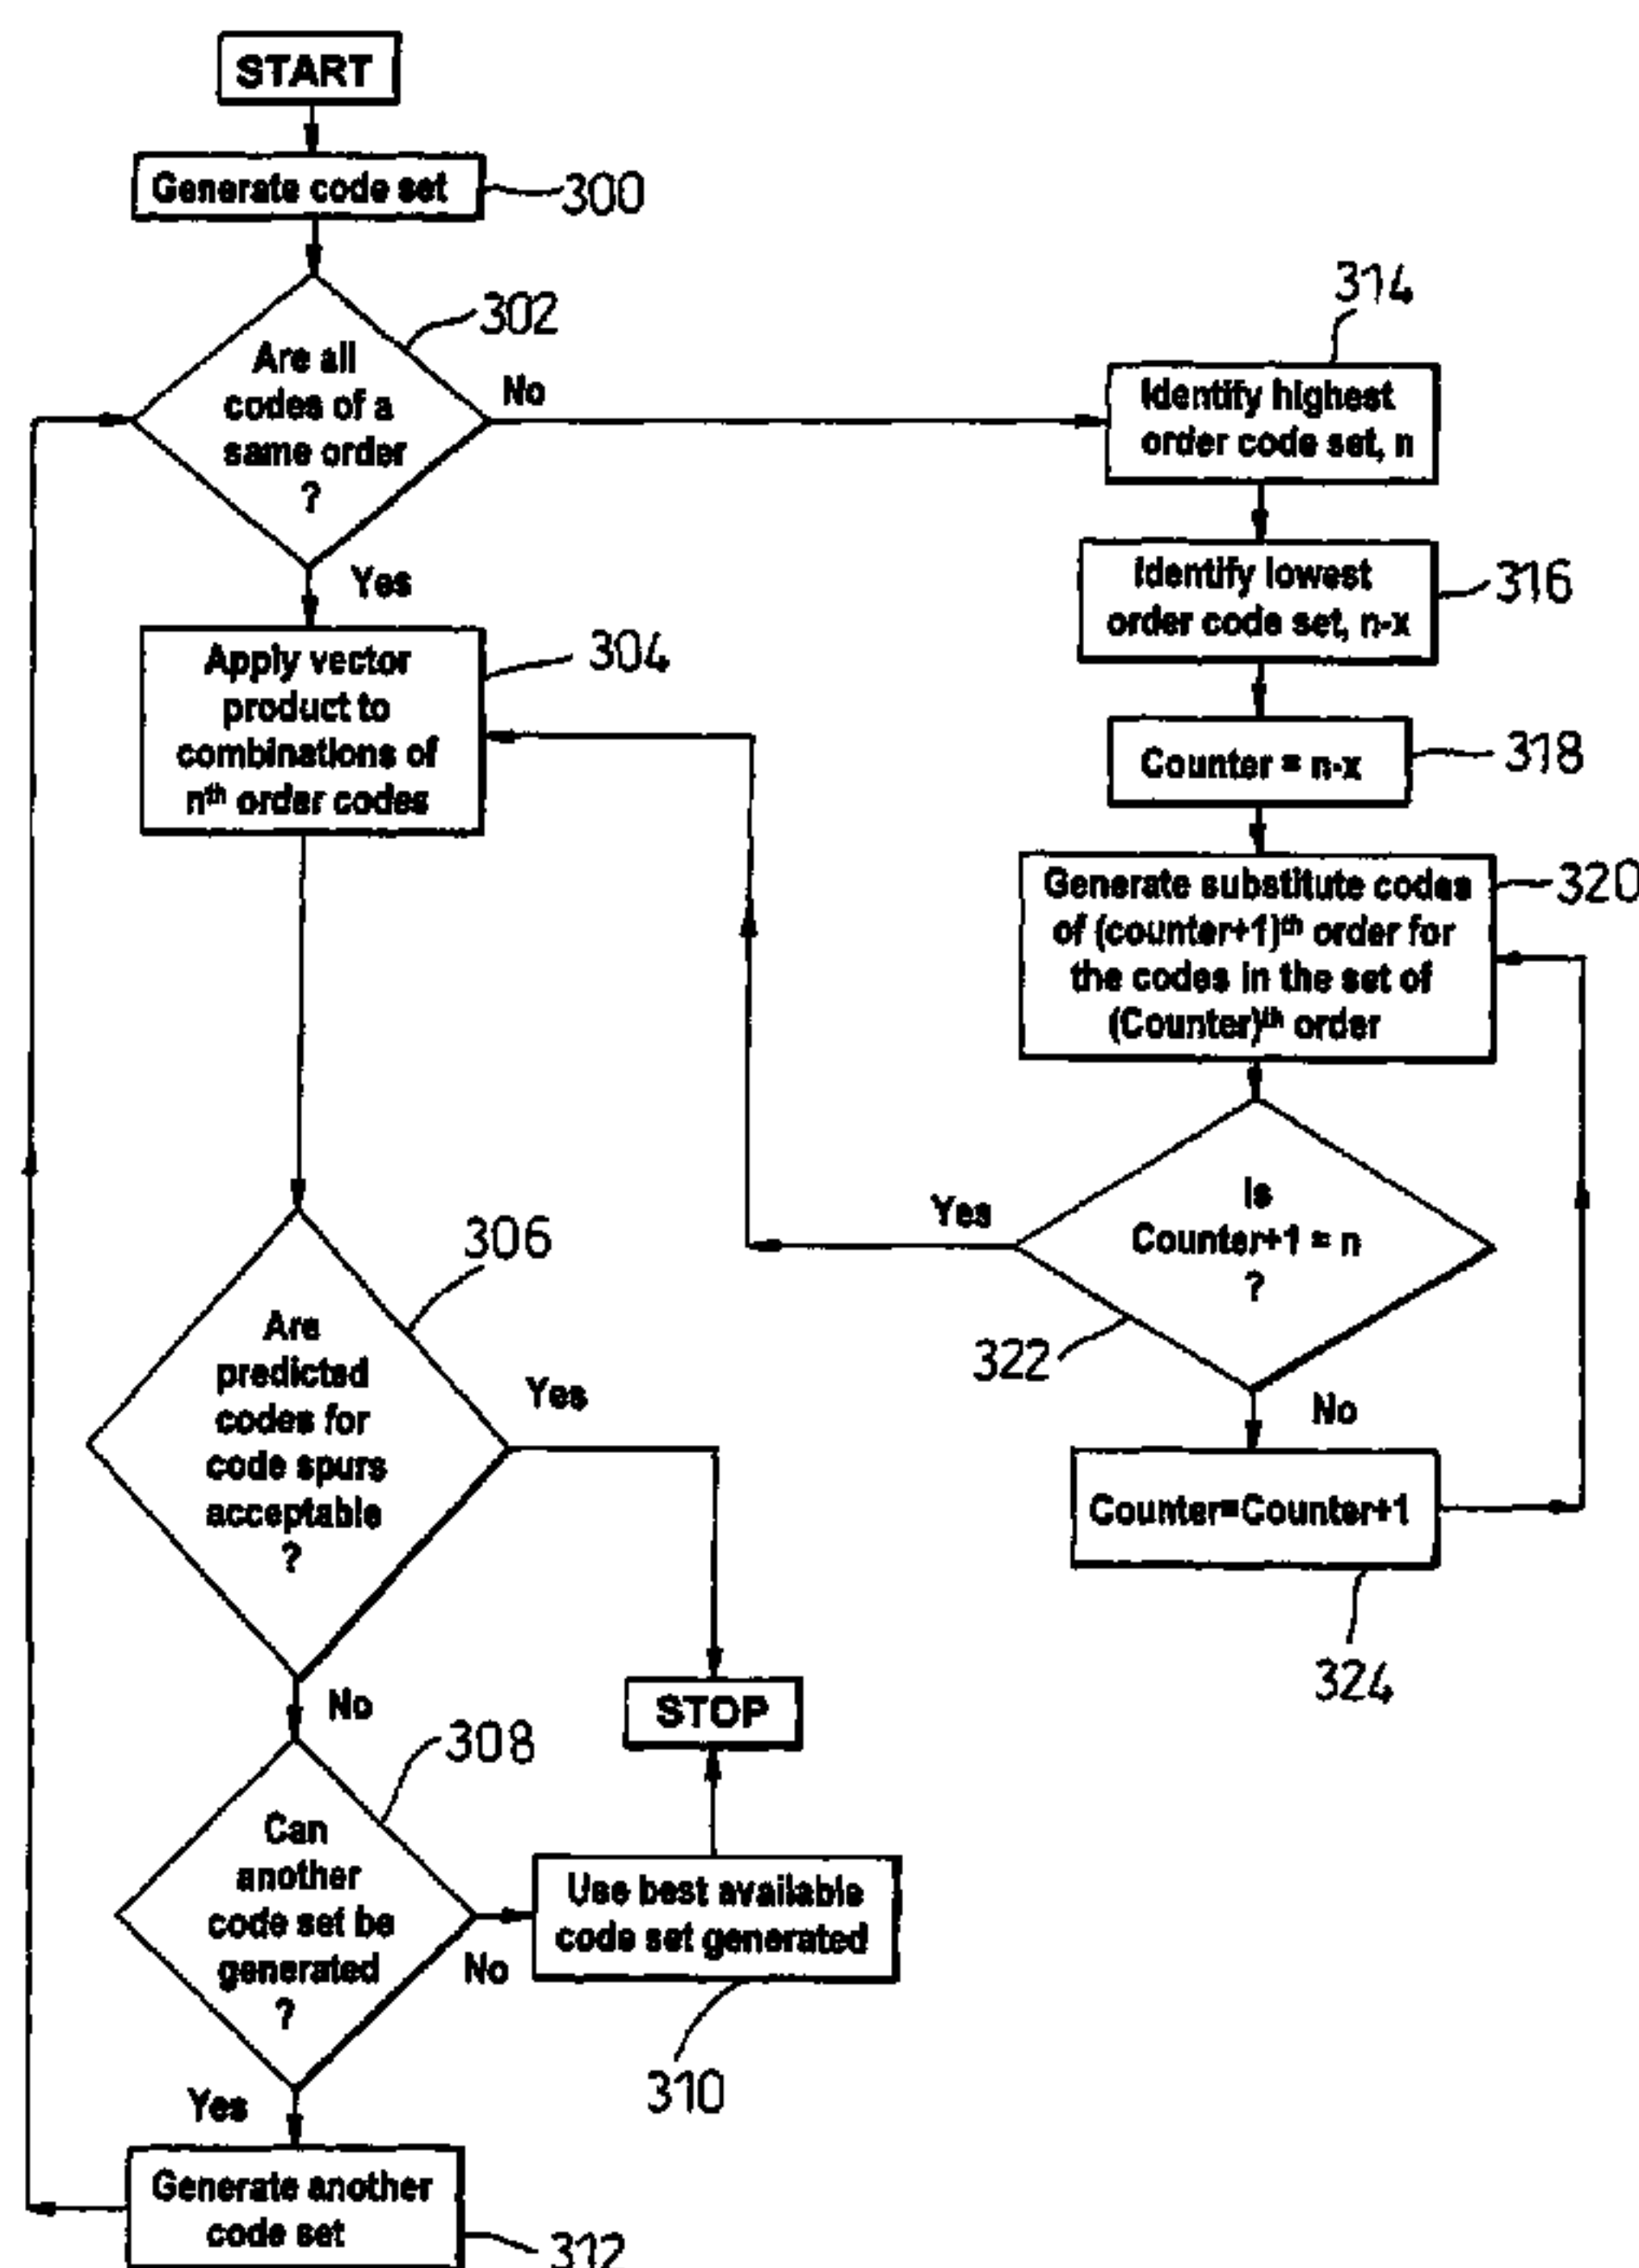 START
Generate code set
300
302
Are all
codes of a
same order
?
No
Yes
304
Apply vector
product to
combinations of
nth order codes
306
Are
predicted
codes for
code spurs
acceptable
?
Yes
No
STOP
308
Can
another
code set be
generated
?
No
Yes
Use best available
code set generated
310
Generate another
code set
312
314
Identify highest
order code set, n
Identify lowest
order code set, n-x
316
Counter = n-x
318
Generate substitute codes
of (counter+1)th order for
the codes in the set of
(Counter)th order
320
Is
Counter+1 = n
?
Yes
322
No
Counter=Counter+1
324